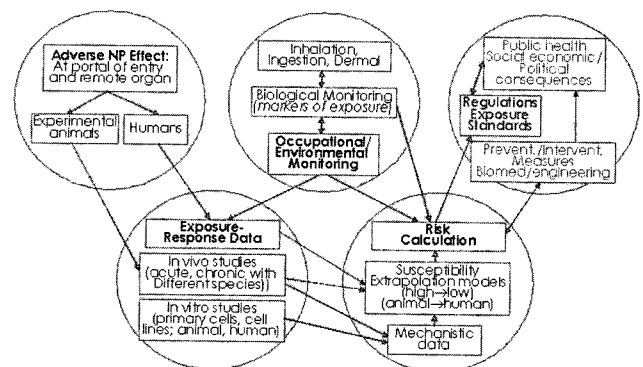 Adverse NP Effect:
At portal of entry
and remote organ
Experimental
animals
Humans
Inhalation,
Ingestion, Dermal
Biological Monitoring
(markers of exposure)
Occupational/
Environmental
Monitoring
Public health
Social economic/
Political
consequences
Regulations
Exposure
Standards
Prevent./Intervent.
Measures
Biomed/engineering
Exposure-
Response Data
In vivo studies
(acute, chronic with
Different species))
In vitro studies
(primary cells, cell
lines; animal, human)
Risk
Calculation
Susceptibility
Extrapolation models
(high→low)
(animal→human)
Mechanistic
data